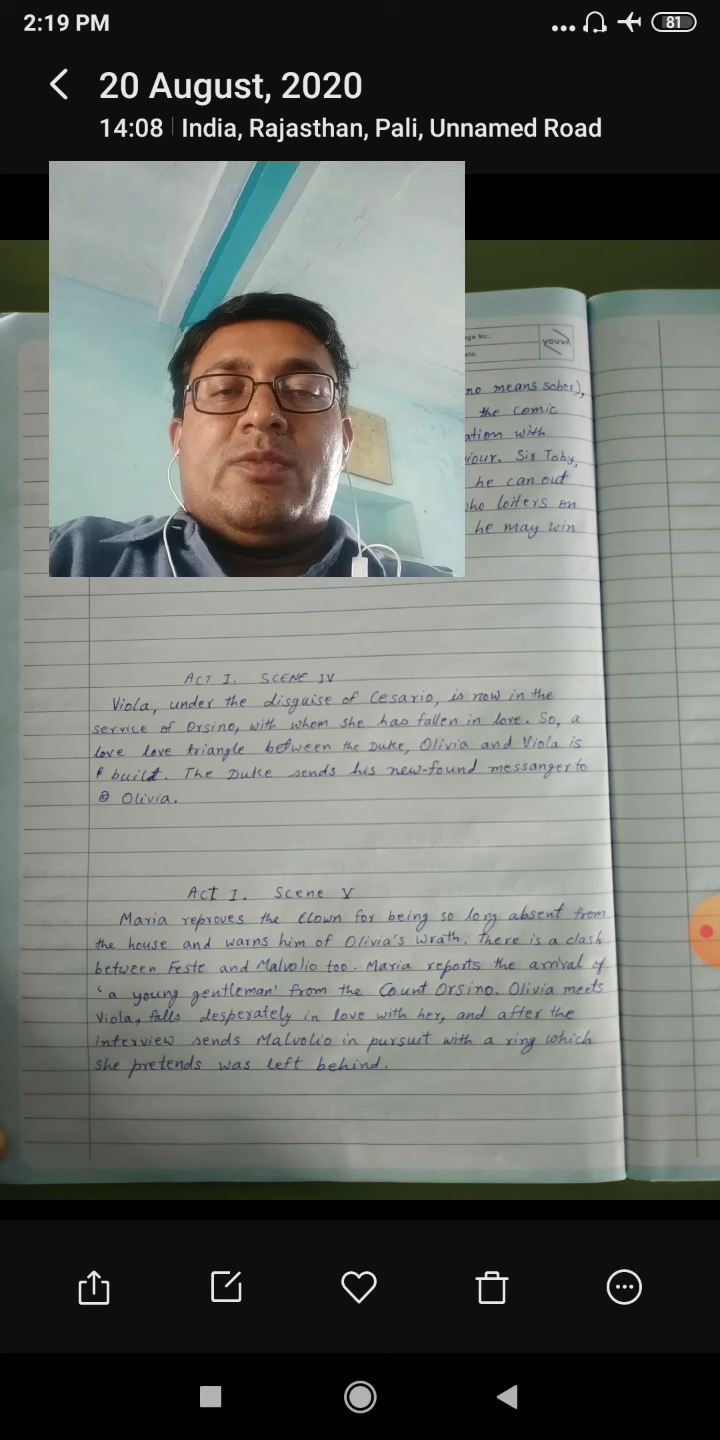 2:19 PM
81
20 August, 2020
14:08 | India, Rajasthan, Pali, Unnamed Road
youva
no means sober),
the comic
with
Sir Toby,
he can out
loiters on
he may win
ACT I. SCENE IV
Viola, under the disguise of Cesario, is now in the
service of Orsino, with whom she has fallen in love. So, a
love love triangle between the Duke, Olivia and Viola is
built. The Duke sends his new-found messanger to
Olivia.
ACT I. Scene V
Maria reproves the Clown for being so long absent from
the house and warns him of Olivia's wrath. There is a clash
between Feste and Malvolio too. Maria reports the arrival of
'a young gentleman' from the Count Orsino. Olivia meets
Viola, falls desperately in love with her, and after the
interview sends Malvolio in pursuit with a ring which
she pretends was left behind.